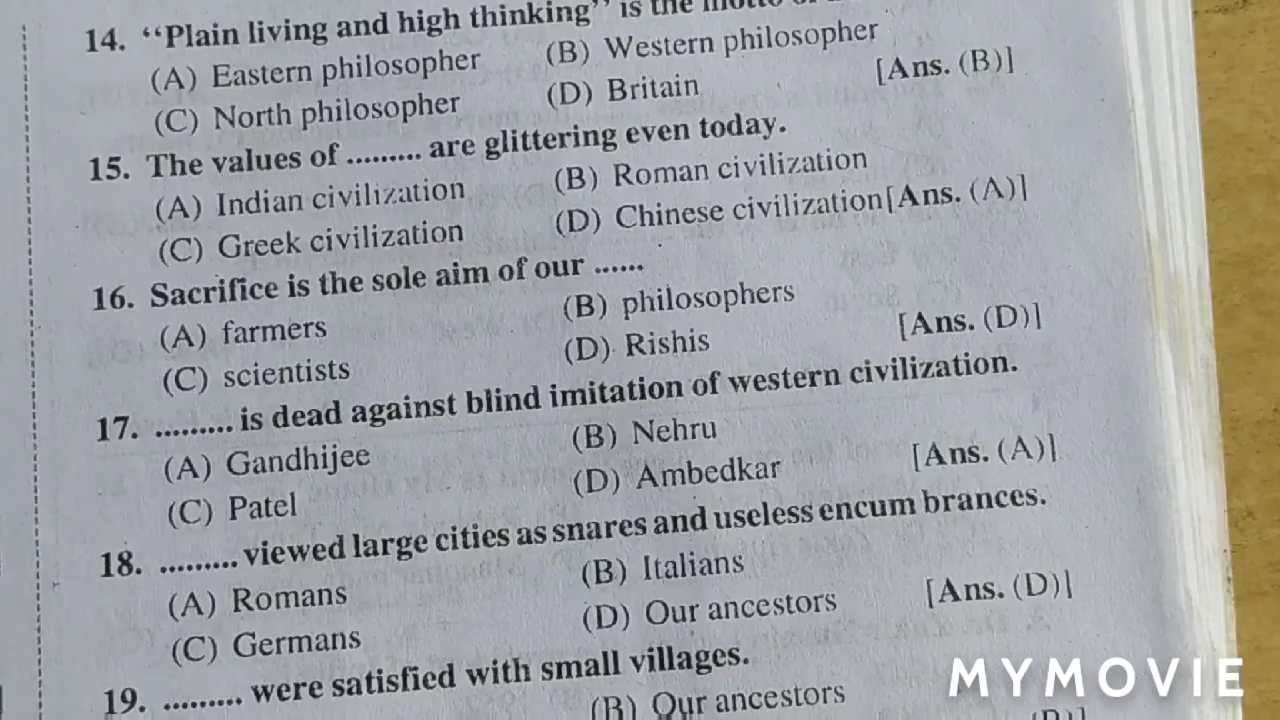 14. “Plain living and high thinking” is the motto
(A) Eastern philosopher (B) Western philosopher
(C) North philosopher (D) Britain [Ans. (B)]
15. The values of ......... are glittering even today.
(A) Indian civilization (B) Roman civilization
(C) Greek civilization (D) Chinese civilization[Ans. (A)]
16. Sacrifice is the sole aim of our ......
(A) farmers (B) philosophers
(C) scientists (D) Rishis [Ans. (D)]
17. ......... is dead against blind imitation of western civilization.
(A) Gandhijee (B) Nehru
(C) Patel (D) Ambedkar [Ans. (A)]
18. ......... viewed large cities as snares and useless encum brances.
(A) Romans (B) Italians
(C) Germans (D) Our ancestors [Ans. (D)]
19. ......... were satisfied with small villages.
(B) Our ancestors
MYMOVIE